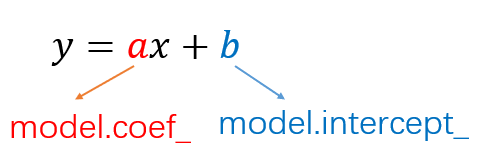 y = ax + b
model.coef_
model.intercept_